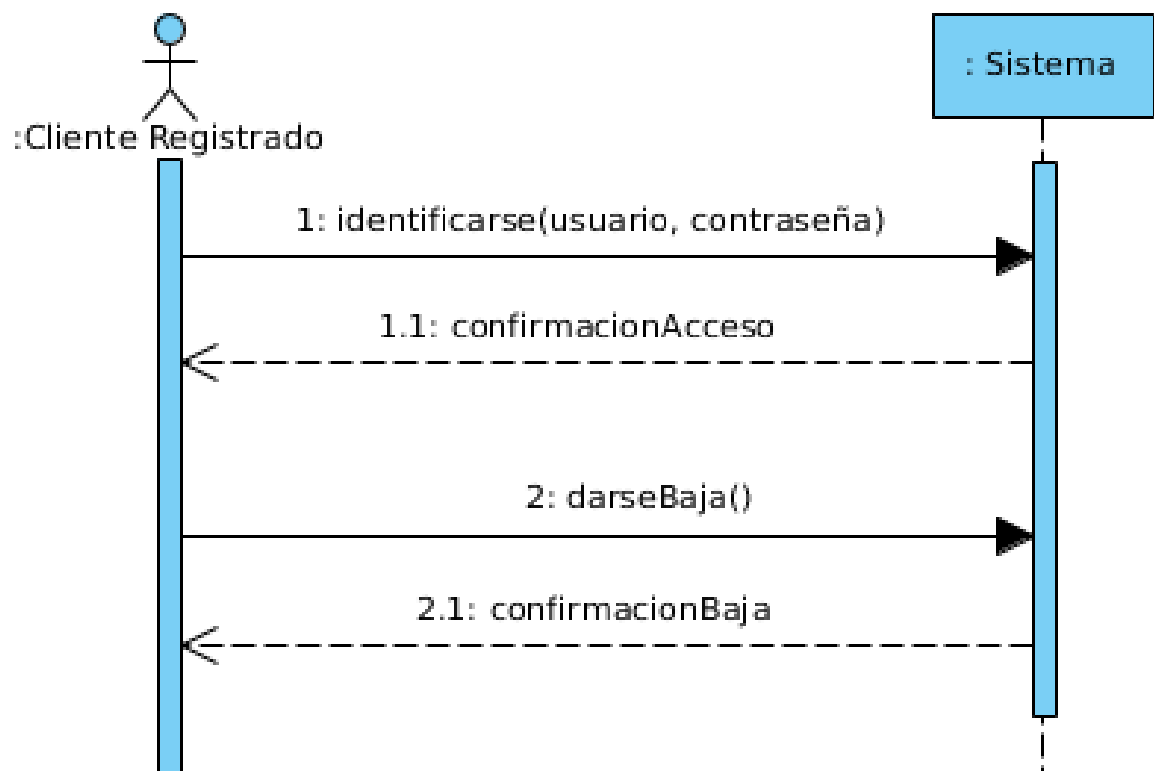 : Sistema
:Cliente Registrado
1: identificarse(usuario, contraseña)
1.1: confirmacionAcceso
2: darseBaja()
2.1: confirmacionBaja